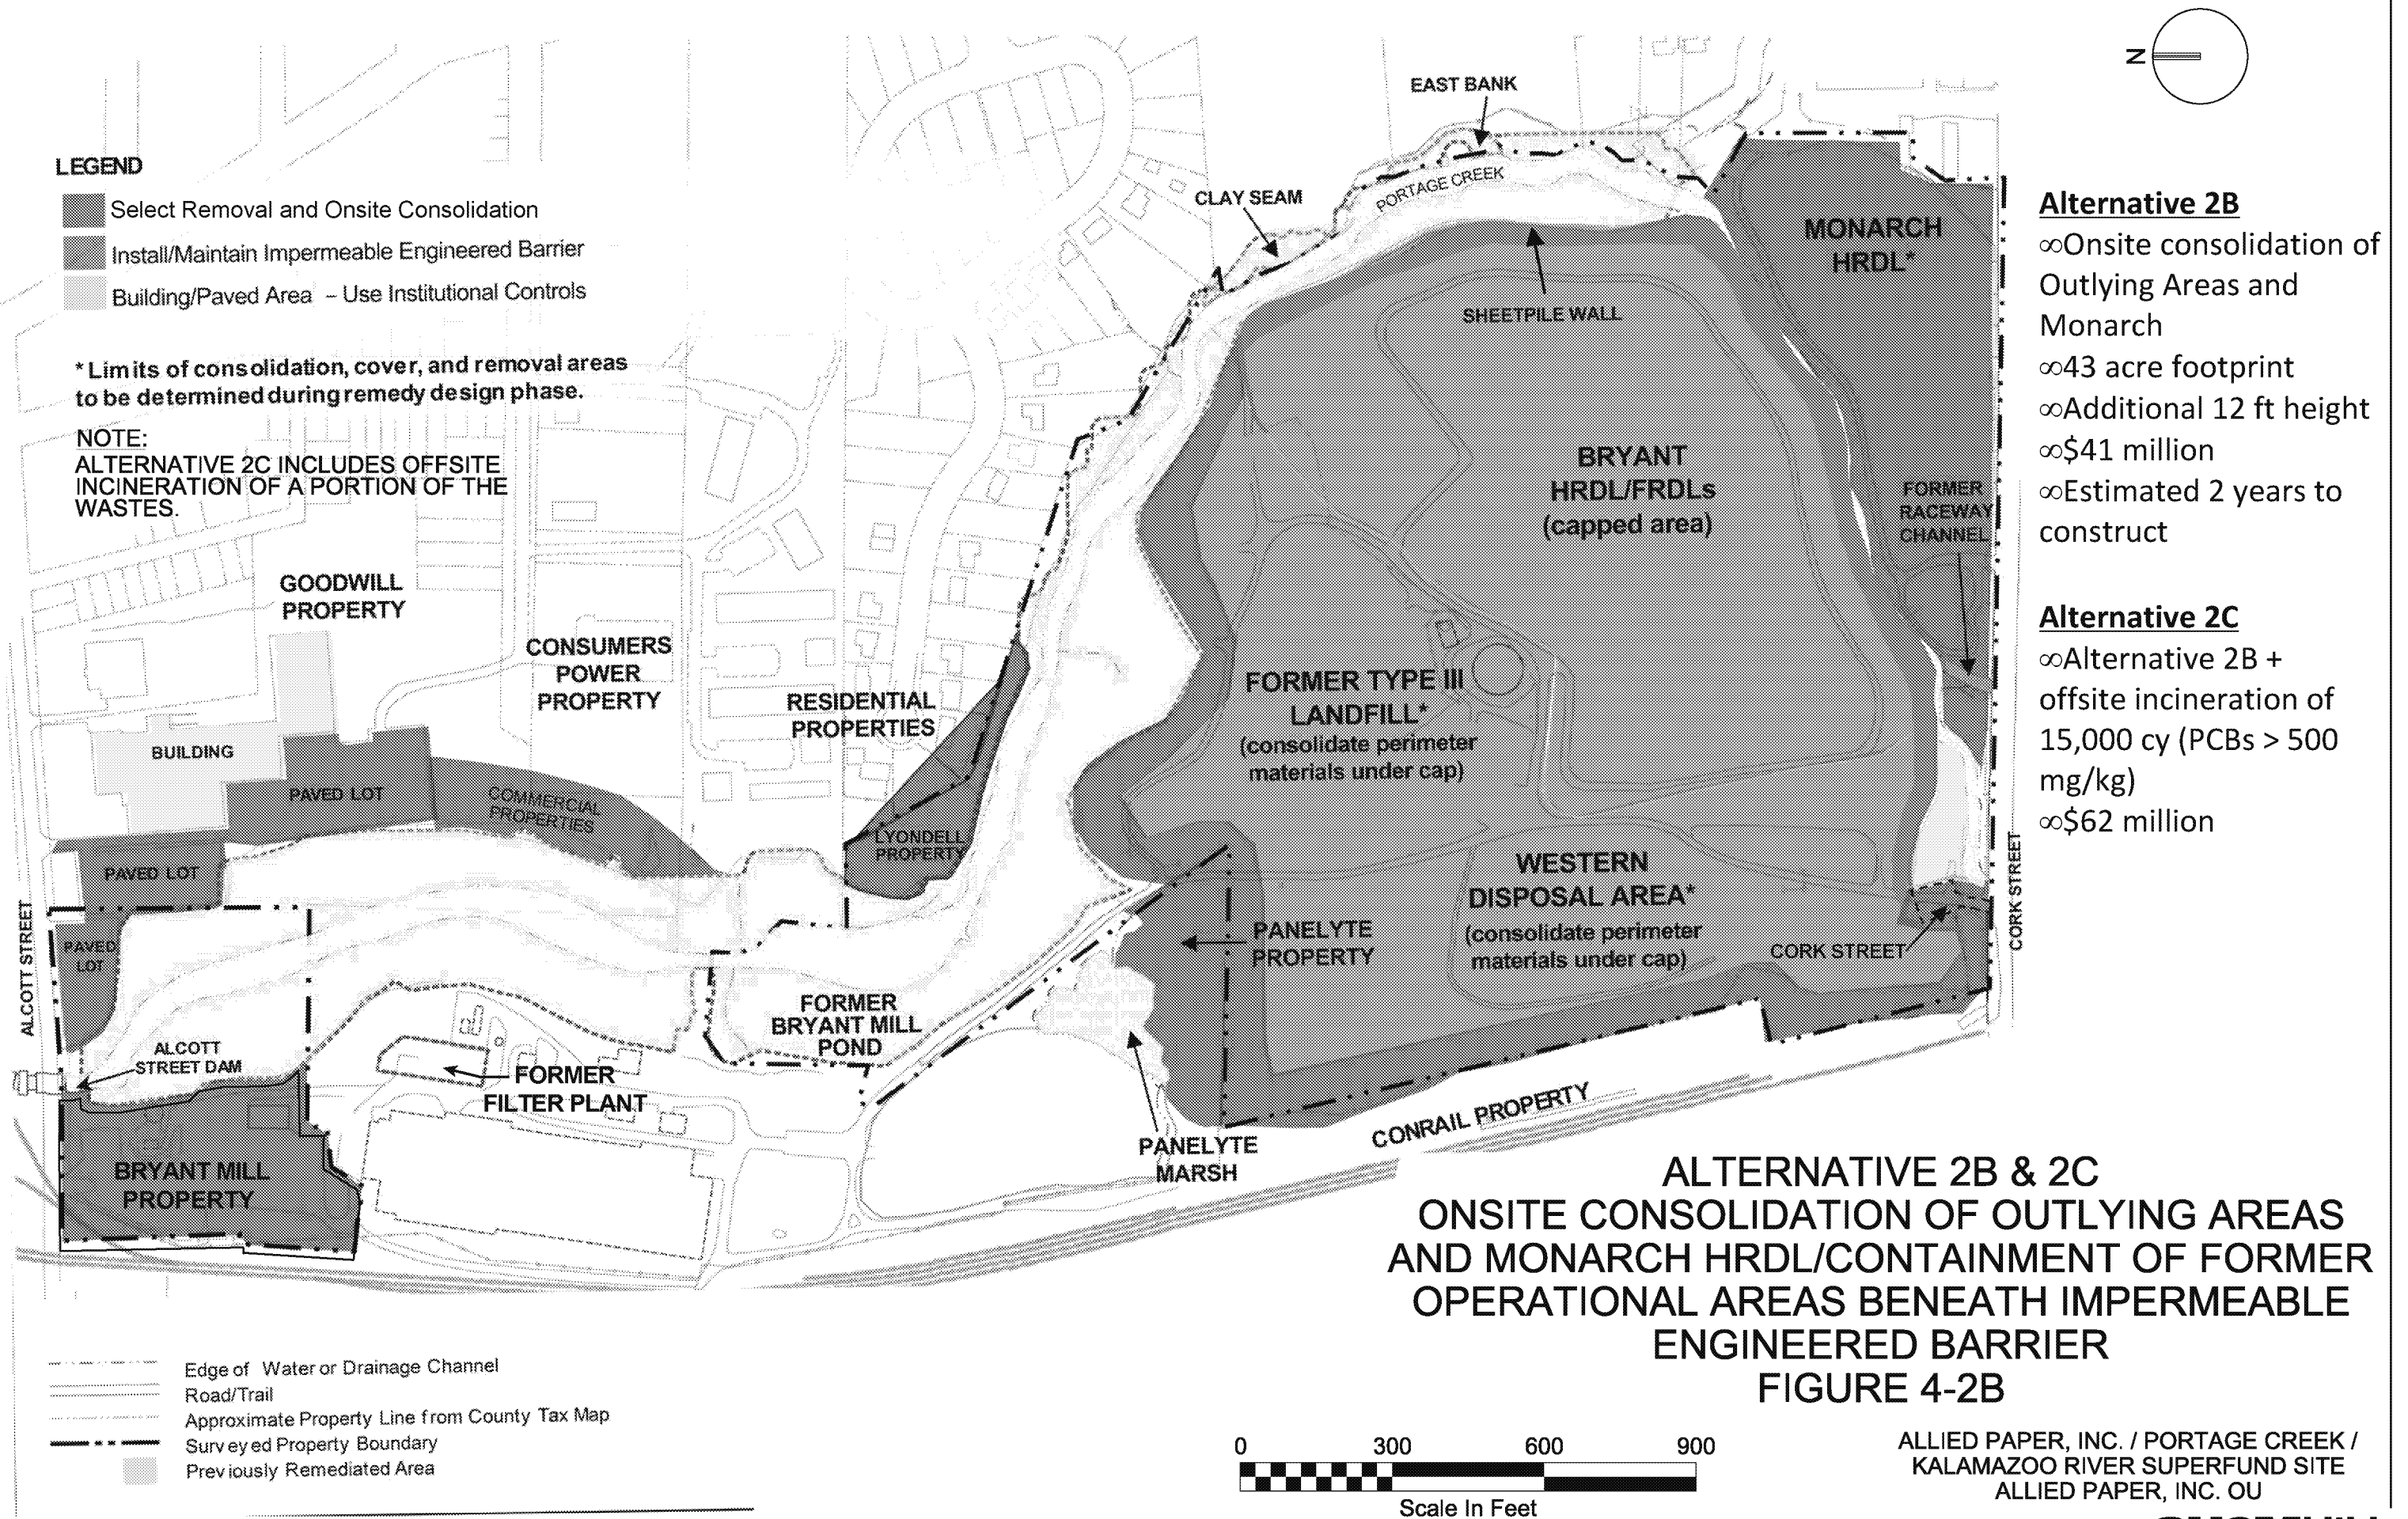 N
LEGEND
Select Removal and Onsite Consolidation
Install/Maintain Impermeable Engineered Barrier
Building/Paved Area – Use Institutional Controls
* Limits of consolidation, cover, and removal areas
to be determined during remedy design phase.
NOTE:
ALTERNATIVE 2C INCLUDES OFFSITE
INCINERATION OF A PORTION OF THE
WASTES.
EAST BANK
CLAY SEAM
PORTAGE CREEK
SHEETPILE WALL
MONARCH
HRDL*
BRYANT
HRDL/FRDLs
(capped area)
FORMER
RACEWAY
CHANNEL
GOODWILL
PROPERTY
CONSUMERS
POWER
PROPERTY
RESIDENTIAL
PROPERTIES
FORMER TYPE III
LANDFILL*
(consolidate perimeter
materials under cap)
BUILDING
PAVED LOT
COMMERCIAL
PROPERTIES
LYONDELL
PROPERTY
PAVED LOT
PAVED
LOT
ALCOTT STREET
WESTERN
DISPOSAL AREA*
(consolidate perimeter
materials under cap)
PANELYTE
PROPERTY
CORK STREET
CORK STREET
FORMER
BRYANT MILL
POND
ALCOTT
STREET DAM
FORMER
FILTER PLANT
BRYANT MILL
PROPERTY
PANELYTE
MARSH
CONRAIL PROPERTY
Alternative 2B
∞Onsite consolidation of
Outlying Areas and
Monarch
∞43 acre footprint
∞Additional 12 ft height
∞$41 million
∞Estimated 2 years to
construct
Alternative 2C
∞Alternative 2B +
offsite incineration of
15,000 cy (PCBs > 500
mg/kg)
∞$62 million
ALTERNATIVE 2B & 2C
ONSITE CONSOLIDATION OF OUTLYING AREAS
AND MONARCH HRDL/CONTAINMENT OF FORMER
OPERATIONAL AREAS BENEATH IMPERMEABLE
ENGINEERED BARRIER
FIGURE 4-2B
Edge of Water or Drainage Channel
Road/Trail
Approximate Property Line from County Tax Map
Surveyed Property Boundary
Previously Remediated Area
0 300 600 900
Scale In Feet
ALLIED PAPER, INC. / PORTAGE CREEK /
KALAMAZOO RIVER SUPERFUND SITE
ALLIED PAPER, INC. OU